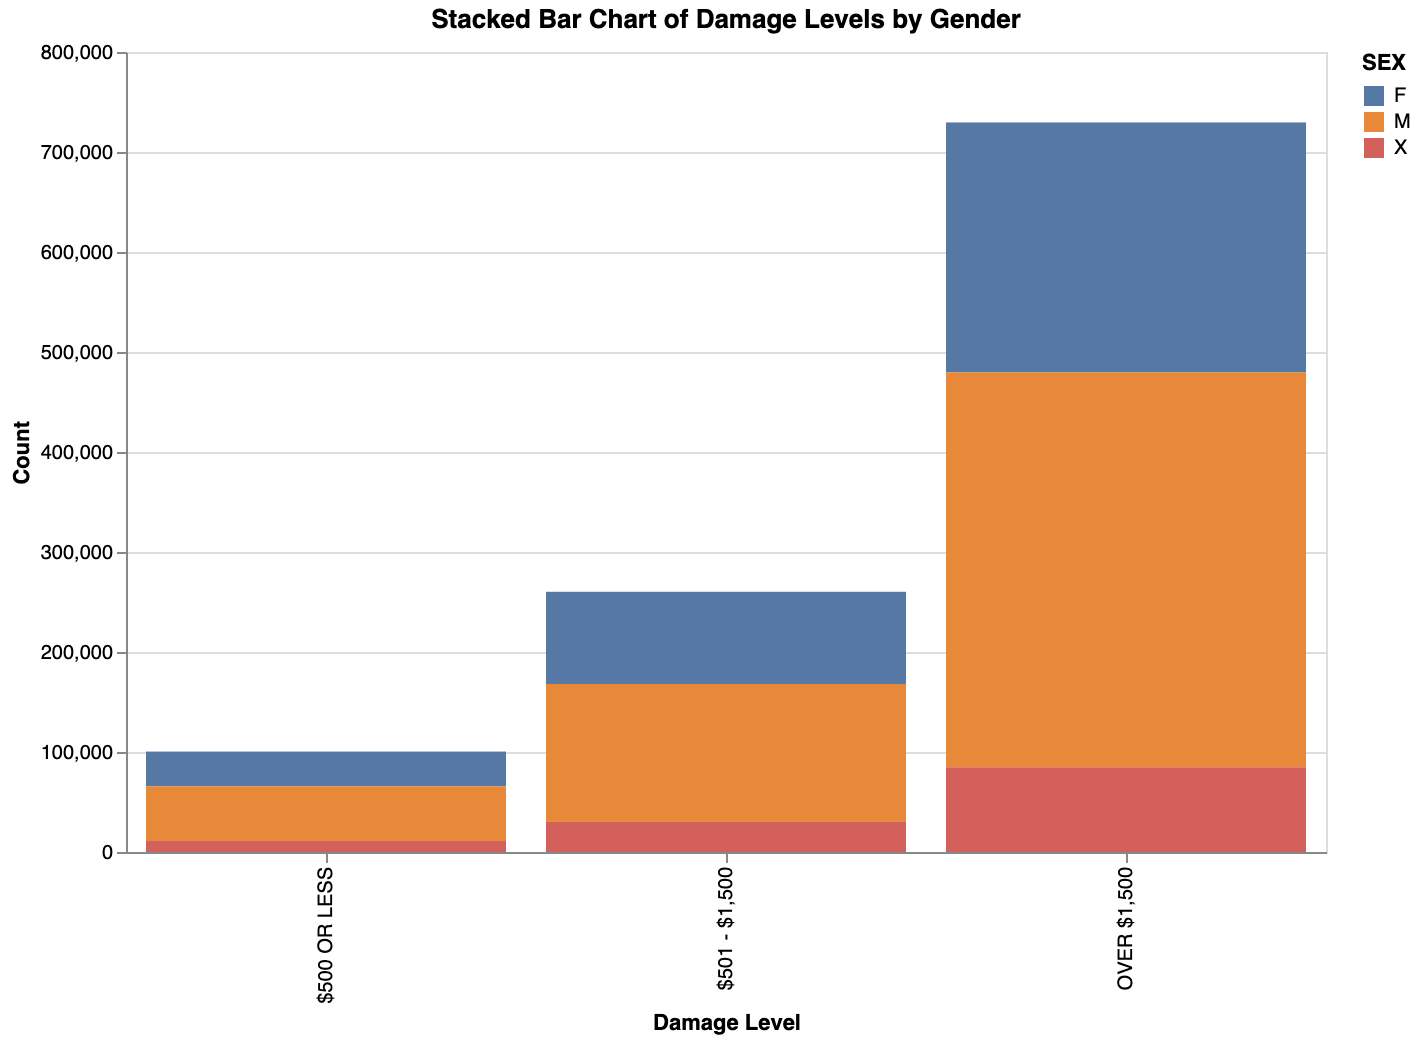 Stacked Bar Chart of Damage Levels by Gender
SEX
F
M
X
Count
800,000
700,000
600,000
500,000
400,000
300,000
200,000
100,000
0
$500 OR LESS
$501 - $1,500
OVER $1,500
Damage Level